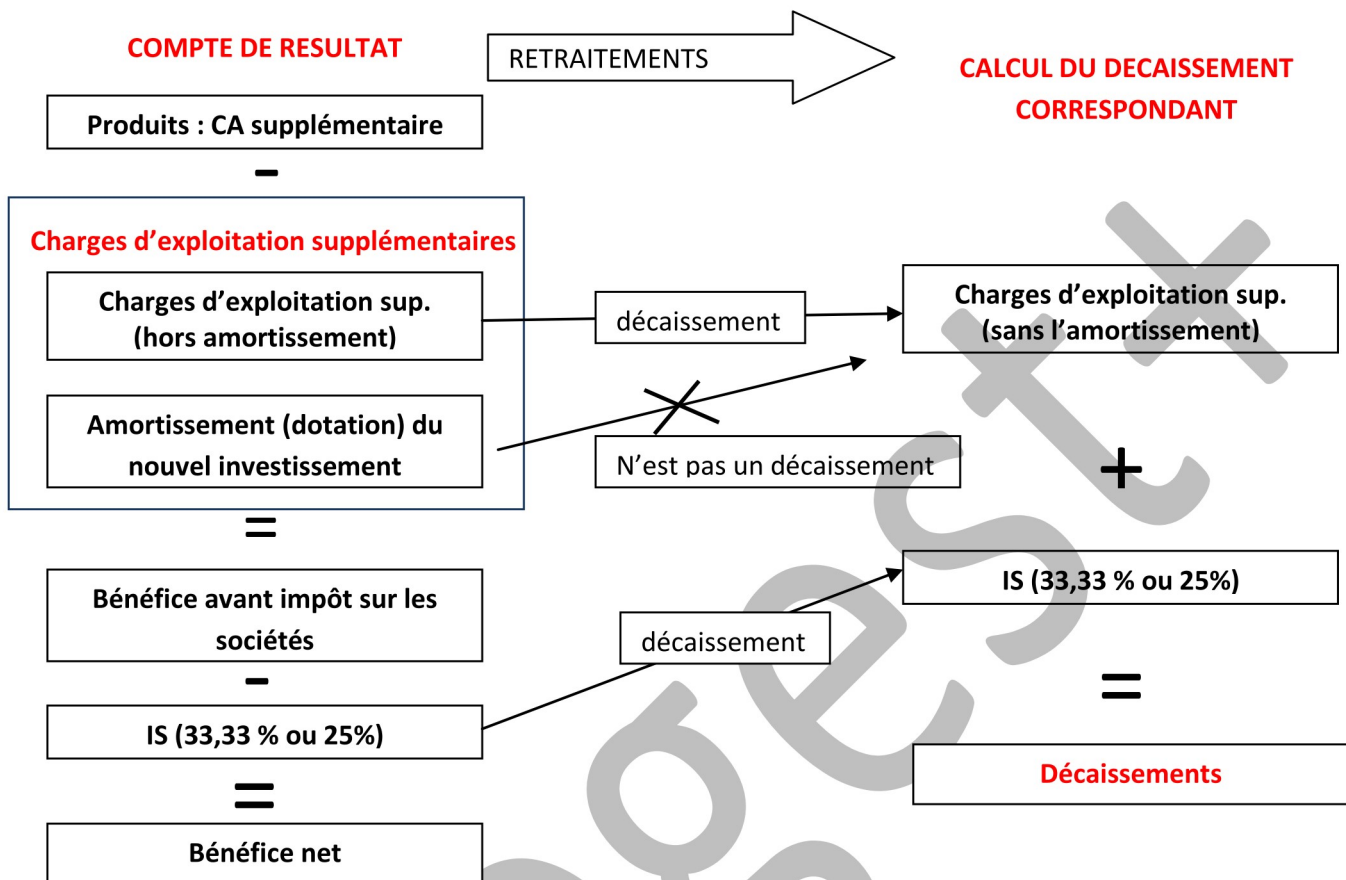 COMPTE DE RESULTAT
RETRAITEMENTS
CALCUL DU DECAISSEMENT
CORRESPONDANT
Produits : CA supplémentaire
-
Charges d’exploitation supplémentaires
Charges d’exploitation sup.
(hors amortissement)
décaissement
Charges d’exploitation sup.
(sans l’amortissement)
Amortissement (dotation) du
nouvel investissement
N’est pas un décaissement
+
=
Bénéfice avant impôt sur les
sociétés
décaissement
IS (33,33 % ou 25%)
-
=
IS (33,33 % ou 25%)
Décaissements
=
Bénéfice net
gest+